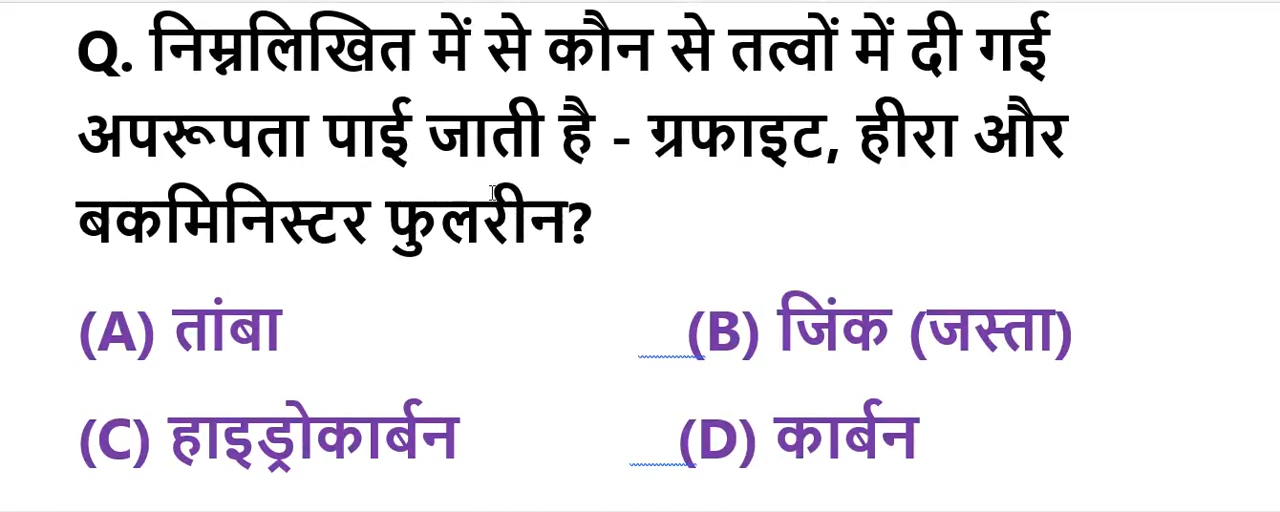 Q. निम्नलिखित में से कौन से तत्वों में दी गई
अपरूपता पाई जाती है - ग्रफाइट, हीरा और
बकमिनिस्टर फुलरीन?
(A) तांबा (B) जिंक (जस्ता)
(C) हाइड्रोकार्बन (D) कार्बन